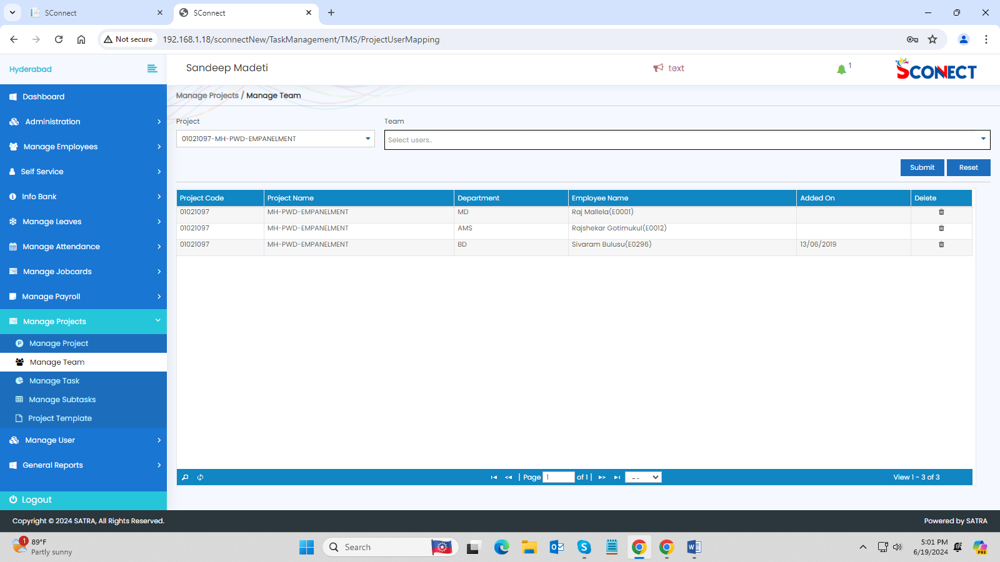 SConnect
SConnect
Not secure
192.168.1.18/sconnectNew/TaskManagement/TMS/ProjectUserMapping
Hyderabad
Sandeep Madeti
text
1
SCONNECT
Dashboard
Administration
Manage Employees
Self Service
Info Bank
Manage Leaves
Manage Attendance
Manage Jobcards
Manage Payroll
Manage Projects
Manage Project
Manage Team
Manage Task
Manage Subtasks
Project Template
Manage User
General Reports
Logout
Manage Projects / Manage Team
Project
Team
01021097-MH-PWD-EMPANELMENT
Select users..
Submit
Reset
Project Code Project Name Department Employee Name Added On Delete
01021097 MH-PWD-EMPANELMENT MD Raj Mallela(E0001)
01021097 MH-PWD-EMPANELMENT AMS Rajshekar Gotimukul(E0012)
01021097 MH-PWD-EMPANELMENT BD Sivaram Bulusu(E0296) 13/06/2019
Page 1 of 1
--
View 1 - 3 of 3
Copyright © 2024 SATRA, All Rights Reserved.
Powered by SATRA
1
89°F
Partly sunny
Search
5:01 PM
6/19/2024
PRE